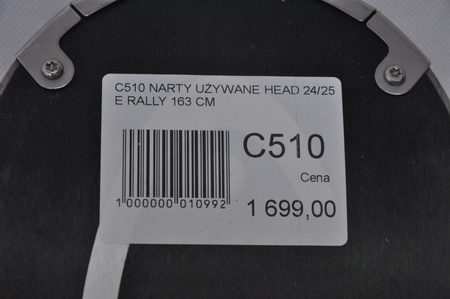 C510 NARTY UŻYWANE HEAD 24/25
E RALLY 163 CM
C510
Cena
1 000000 010992
1 699,00